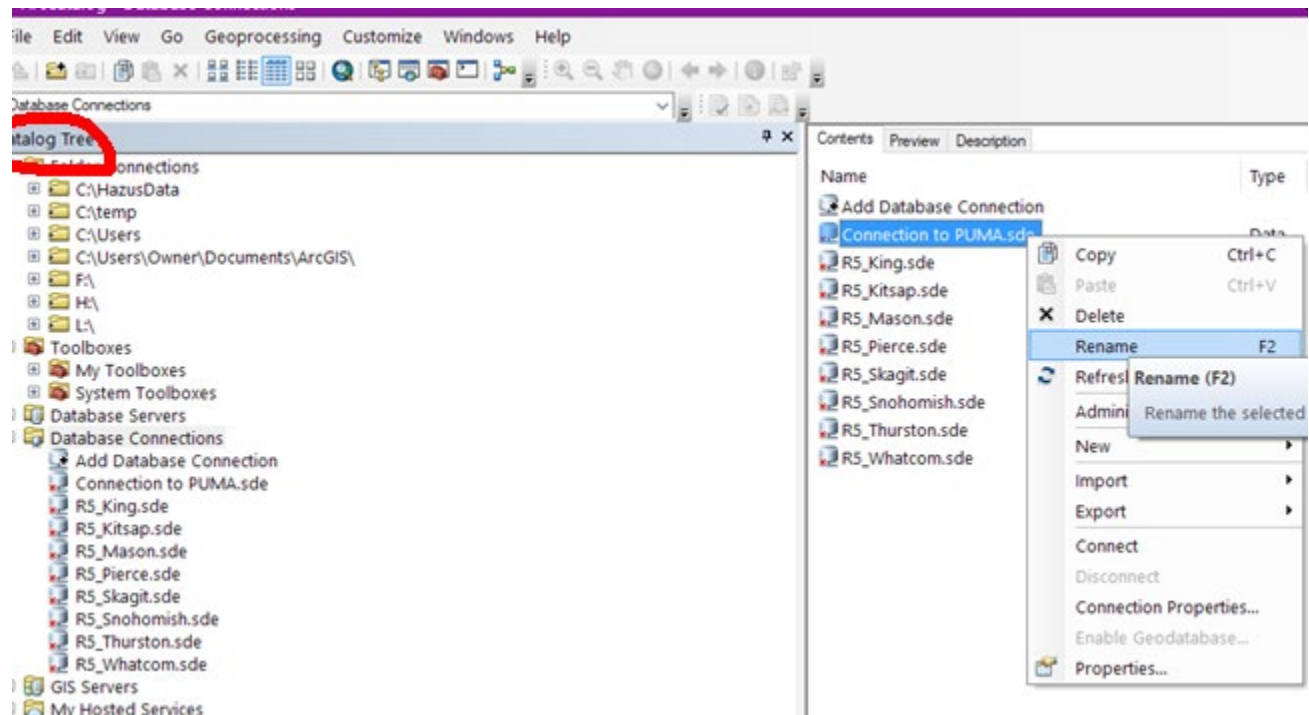 File Edit View Go Geoprocessing Customize Windows Help
Database Connections
Catalog Tree
Connections
C:\HazusData
C:\temp
C:\Users
C:\Users\Owner\Documents\ArcGIS\
F:\
H:\
L:\
Toolboxes
My Toolboxes
System Toolboxes
Database Servers
Database Connections
Add Database Connection
Connection to PUMA.sde
R5_King.sde
R5_Kitsap.sde
R5_Mason.sde
R5_Pierce.sde
R5_Skagit.sde
R5_Snohomish.sde
R5_Thurston.sde
R5_Whatcom.sde
GIS Servers
My Hosted Services
Contents Preview Description
Name Type
Add Database Connection
Connection to PUMA.sde Data
R5_King.sde
R5_Kitsap.sde
R5_Mason.sde
R5_Pierce.sde
R5_Skagit.sde
R5_Snohomish.sde
R5_Thurston.sde
R5_Whatcom.sde
Copy Ctrl+C
Paste Ctrl+V
Delete
Rename F2
Refresh
Admini
Rename (F2)
Rename the selected
New
Import
Export
Connect
Disconnect
Connection Properties...
Enable Geodatabase...
Properties...